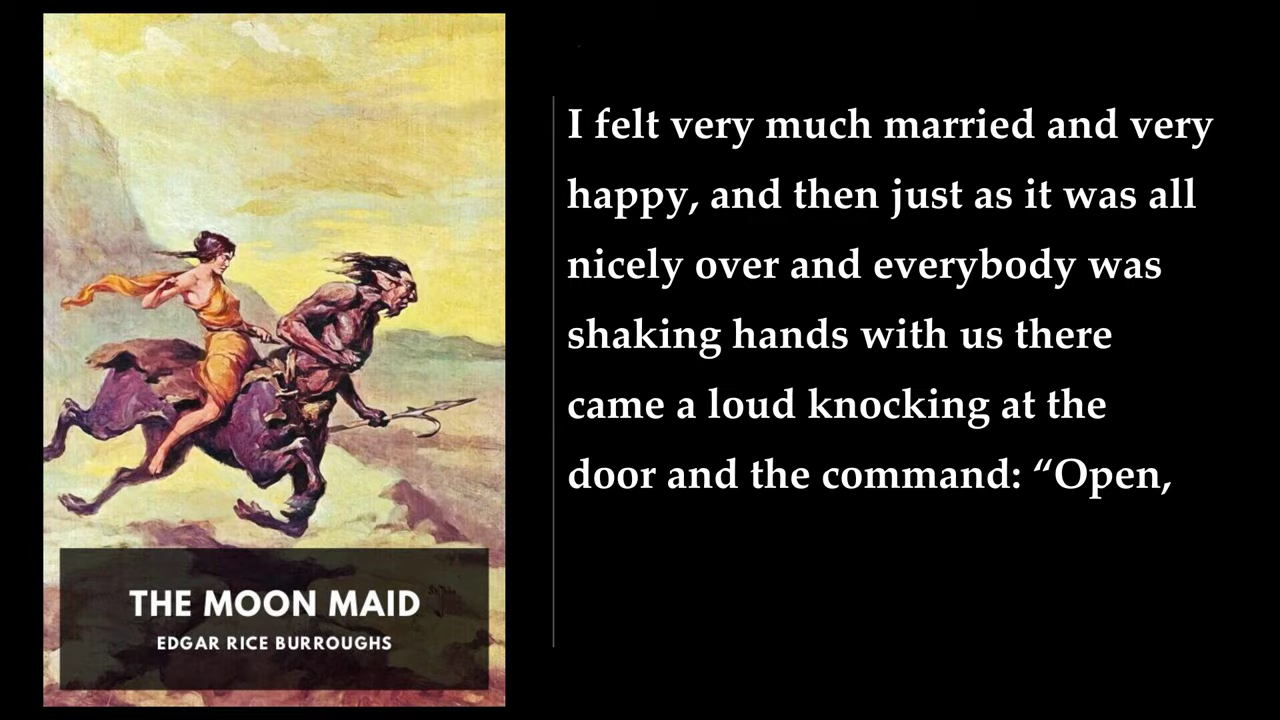 THE MOON MAID
EDGAR RICE BURROUGHS
I felt very much married and very
happy, and then just as it was all
nicely over and everybody was
shaking hands with us there
came a loud knocking at the
door and the command: “Open,